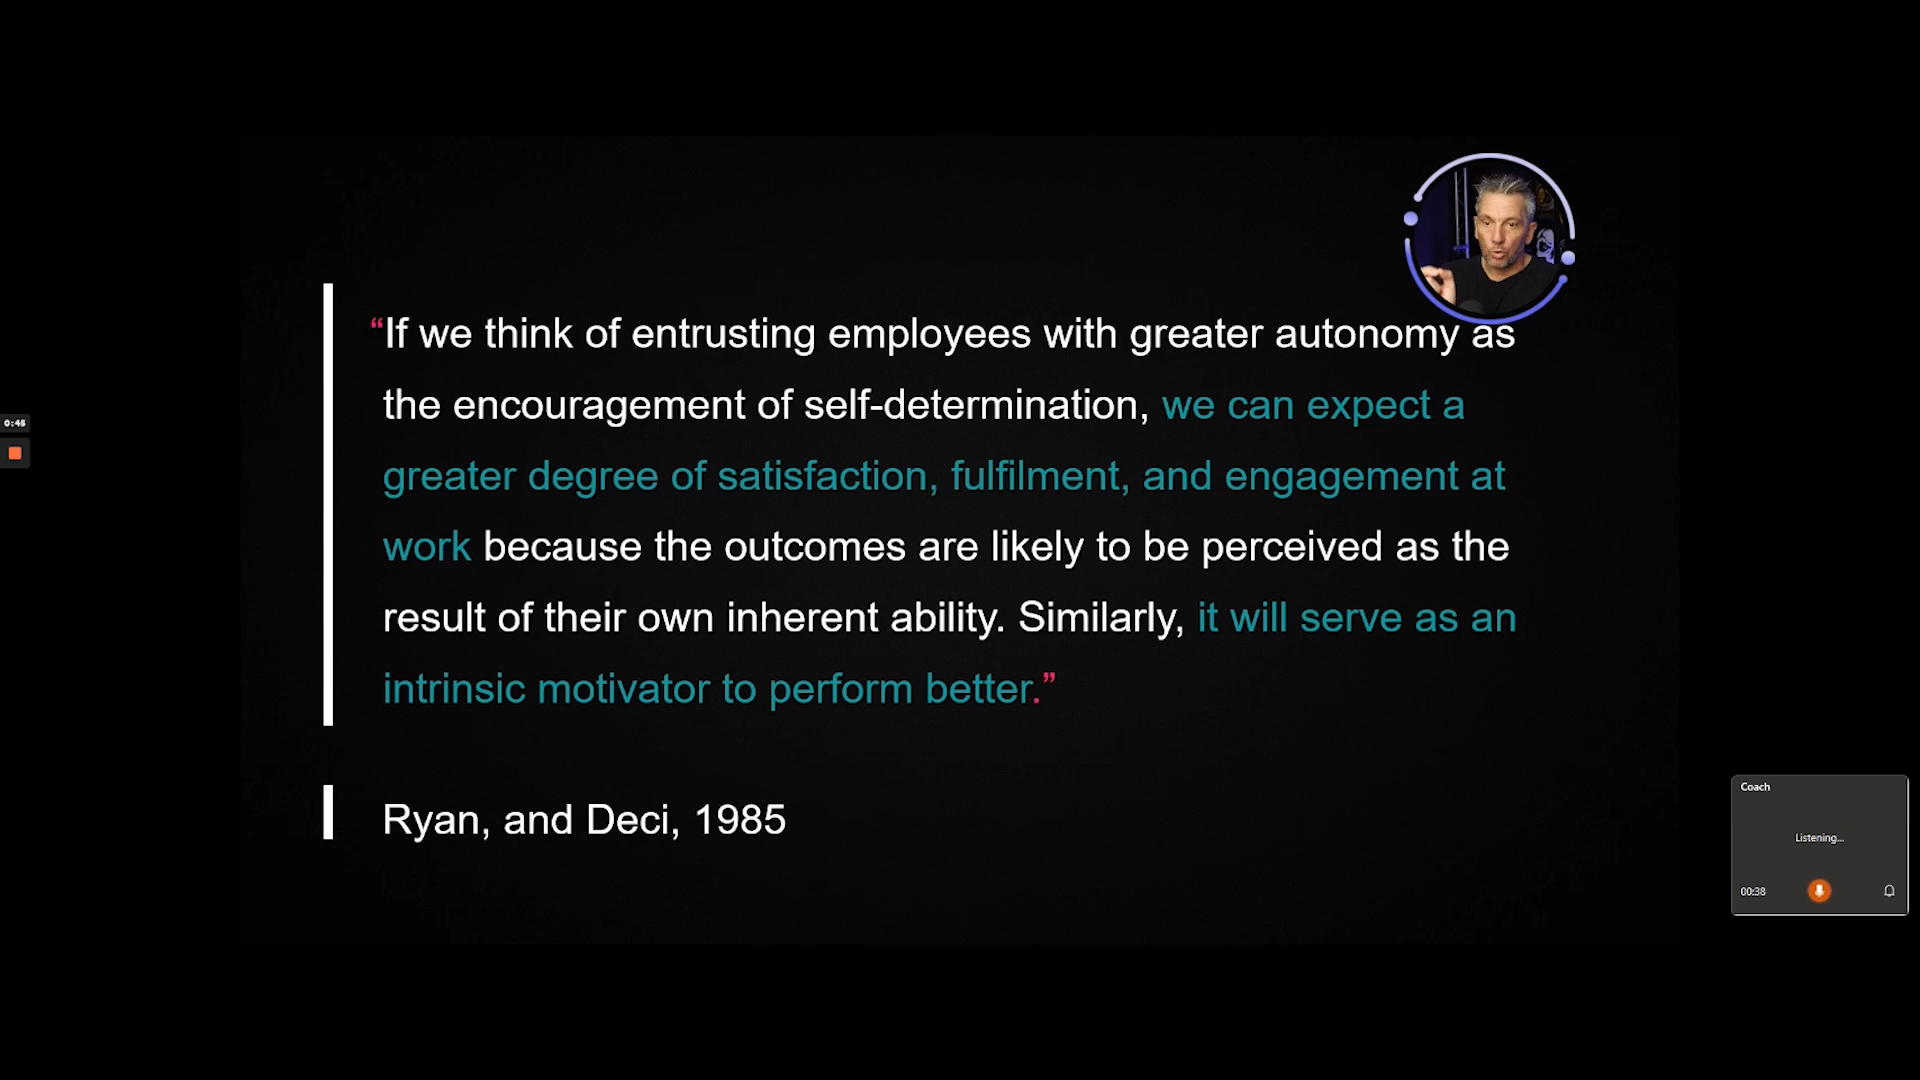 “If we think of entrusting employees with greater autonomy as
the encouragement of self-determination, we can expect a
greater degree of satisfaction, fulfilment, and engagement at
work because the outcomes are likely to be perceived as the
result of their own inherent ability. Similarly, it will serve as an
intrinsic motivator to perform better.”
Ryan, and Deci, 1985
0:45
Coach
Listening...
00:38